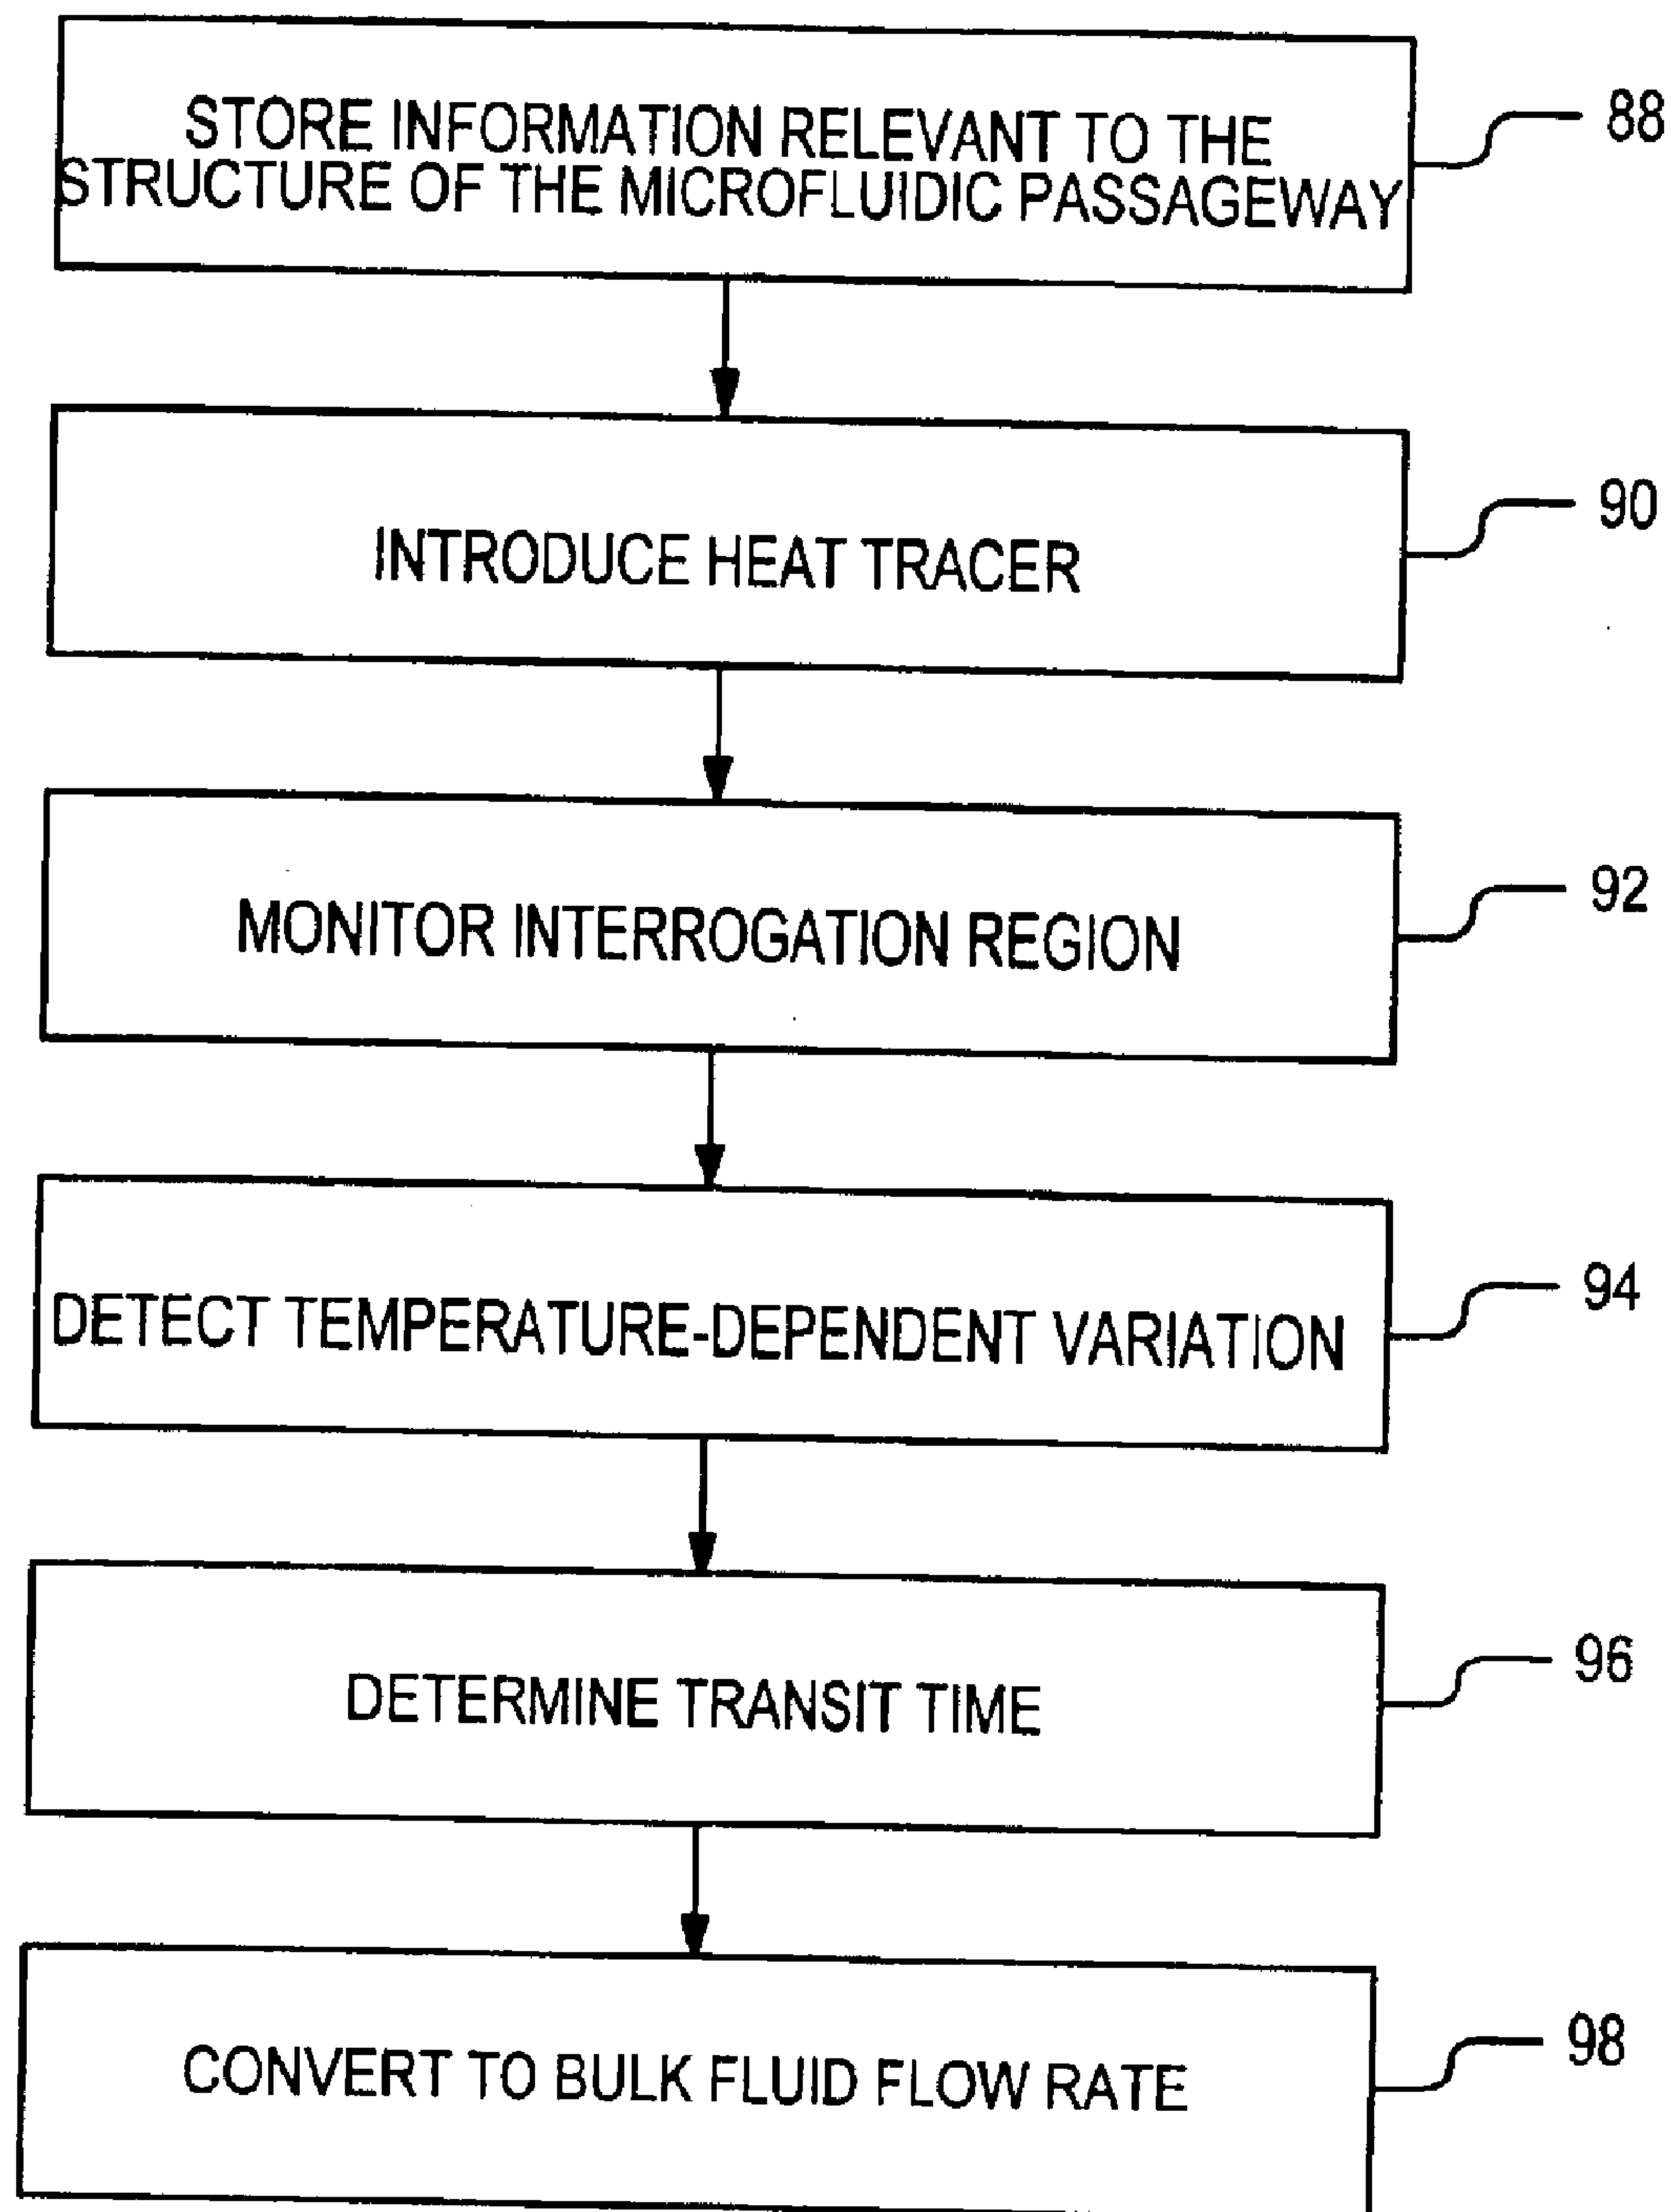 STORE INFORMATION RELEVANT TO THE
STRUCTURE OF THE MICROFLUIDIC PASSAGEWAY
88
INTRODUCE HEAT TRACER
90
MONITOR INTERROGATION REGION
92
DETECT TEMPERATURE-DEPENDENT VARIATION
94
DETERMINE TRANSIT TIME
96
CONVERT TO BULK FLUID FLOW RATE
98